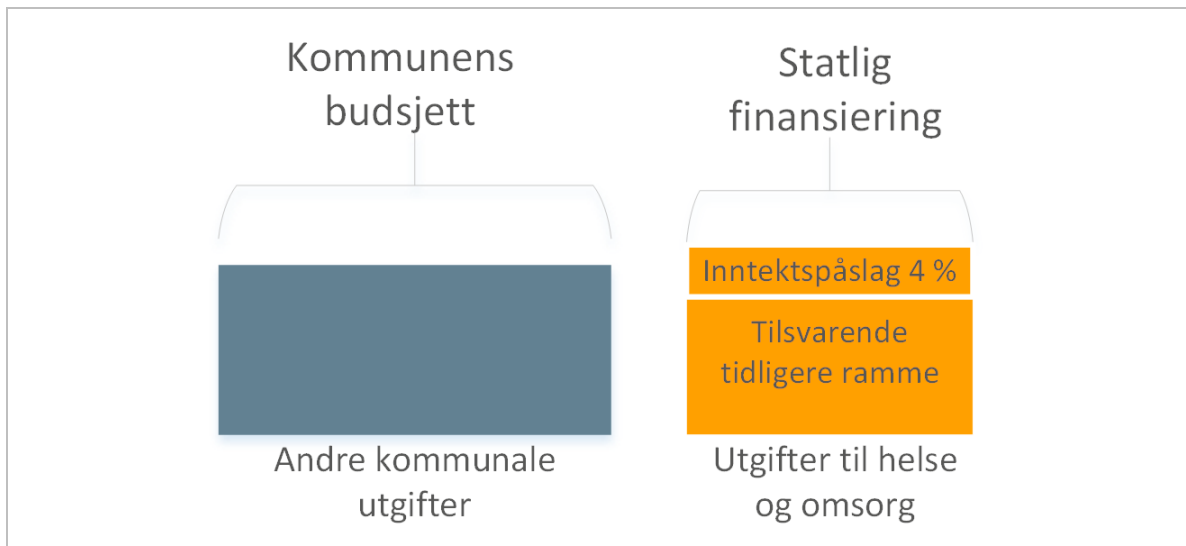 Kommunens
budsjett
Statlig
finansiering
Inntektspåslag 4 %
Tilsvarende
tidligere ramme
Andre kommunale
utgifter
Utgifter til helse
og omsorg